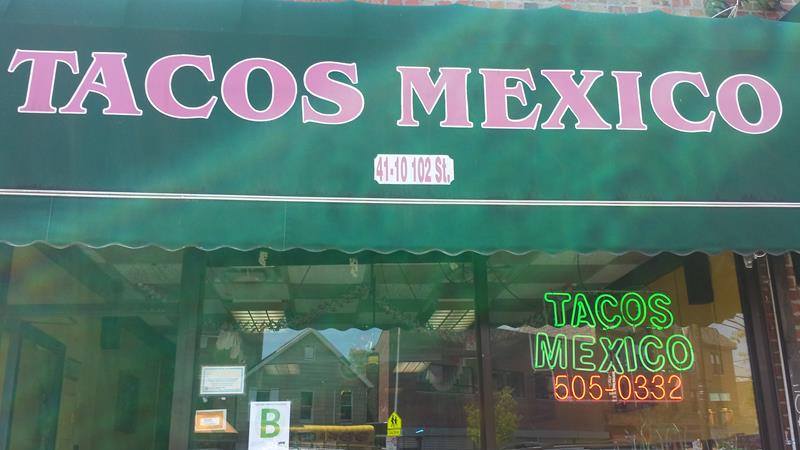 TACOS MEXICO
41-10 102 St.
TACOS
MEXICO
505-0332
B